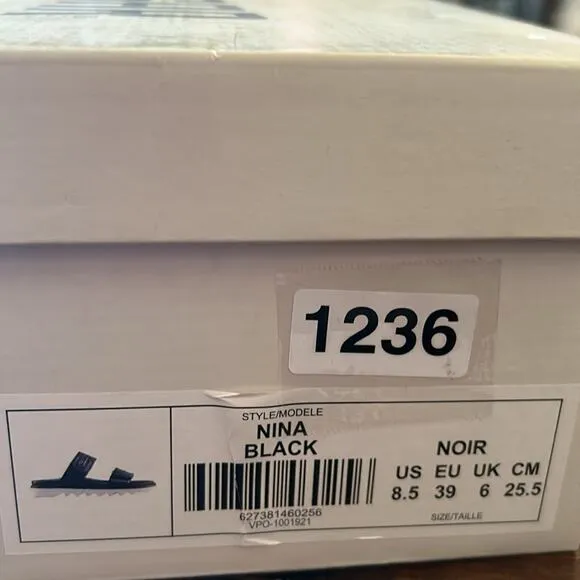 1236
STYLE/MODELE
NINA
BLACK
627381460256
VPO-1001921
NOIR
US EU UK CM
8.5 39 6 25.5
SIZE/TAILLE